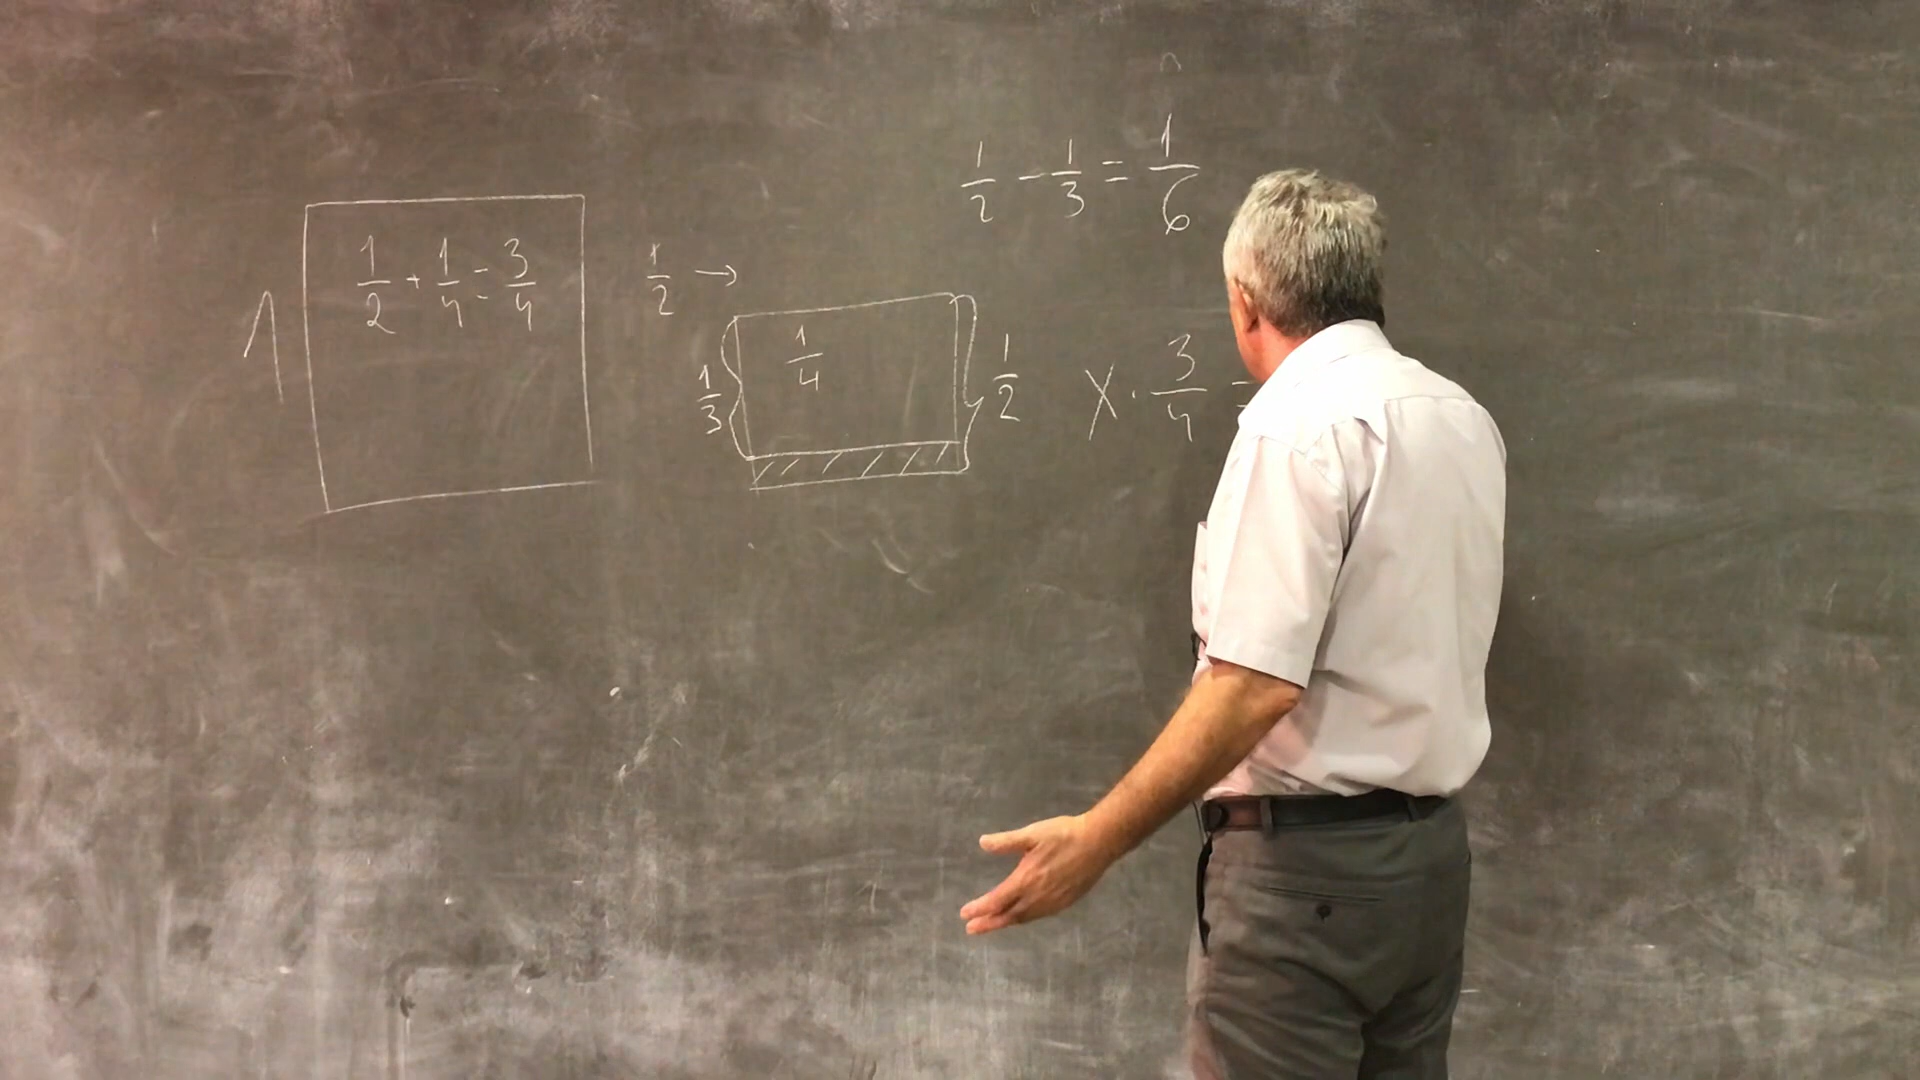 1/2 - 1/3 = 1/6
1
1/2 + 1/4 = 3/4
1/2 →
1/3
1/4
1/2
X · 3/4 =